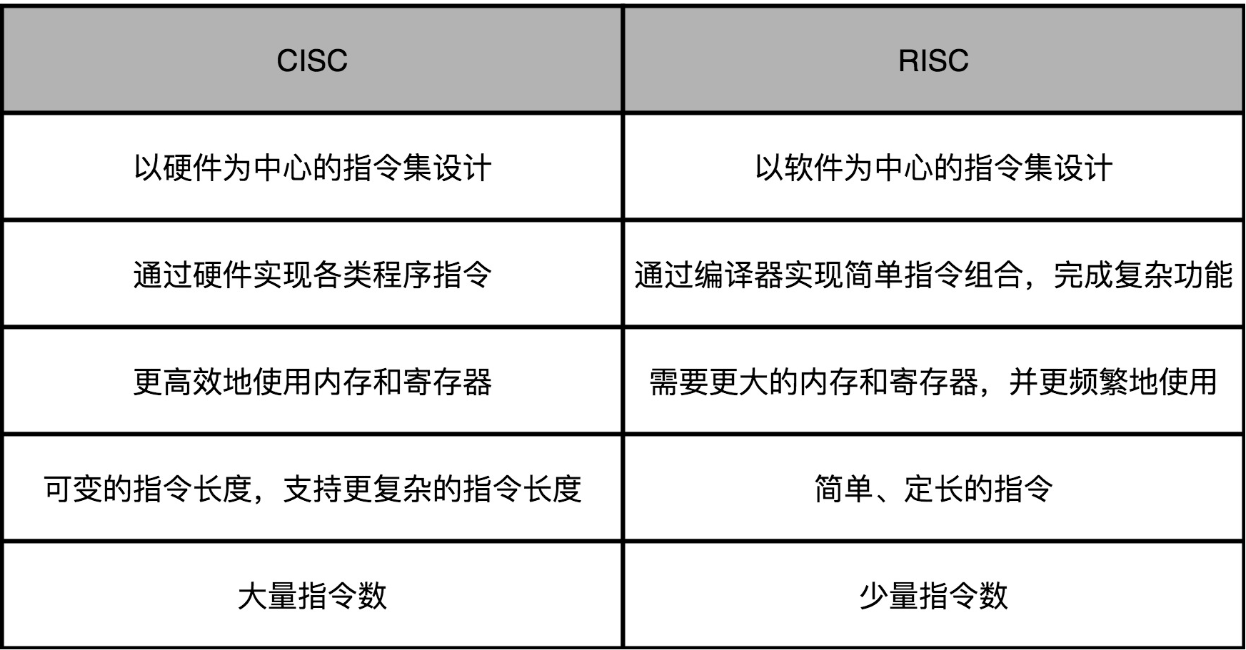 CISC
RISC
以硬件为中心的指令集设计
以软件为中心的指令集设计
通过硬件实现各类程序指令
通过编译器实现简单指令组合，完成复杂功能
更高效地使用内存和寄存器
需要更大的内存和寄存器，并更频繁地使用
可变的指令长度，支持更复杂的指令长度
简单、定长的指令
大量指令数
少量指令数